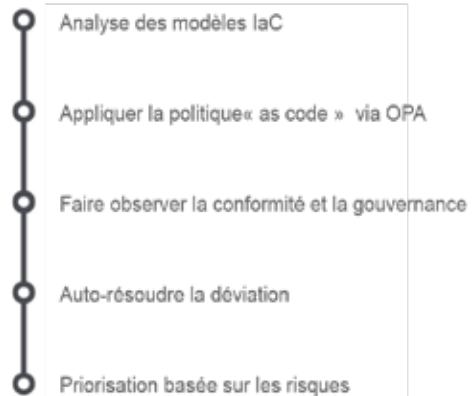 Analyse des modèles IaC
Appliquer la politique« as code » via OPA
Faire observer la conformité et la gouvernance
Auto-résoudre la déviation
Priorisation basée sur les risques